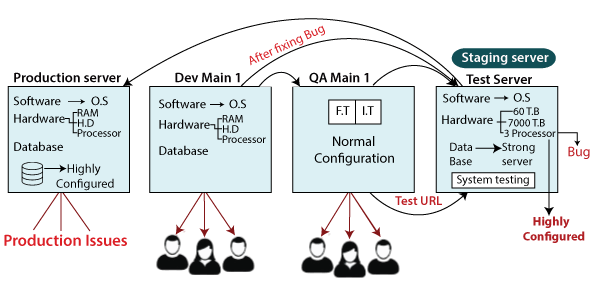 After fixing Bug
Staging server
Production server
Software → O.S
Hardware
RAM
H.D
Processor
Database
Highly
Configured
Production Issues
Dev Main 1
Software → O.S
Hardware
RAM
H.D
Processor
Database
QA Main 1
F.T
I.T
Normal
Configuration
Test URL
Test Server
Software → O.S
Hardware
60 T.B
7000 T.B
3 Processor
Data → Strong
Base server
System testing
Bug
Highly
Configured